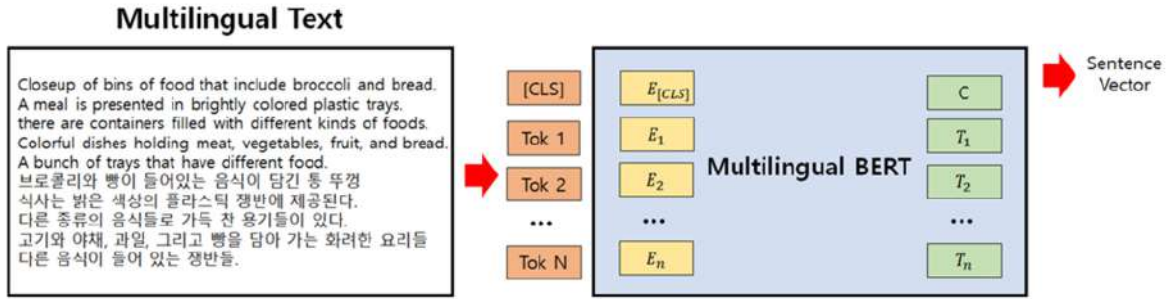 Multilingual Text
Closeup of bins of food that include broccoli and bread.
A meal is presented in brightly colored plastic trays.
there are containers filled with different kinds of foods.
Colorful dishes holding meat, vegetables, fruit, and bread.
A bunch of trays that have different food.
브로콜리와 빵이 들어있는 음식이 담긴 통 뚜껑
식사는 밝은 색상의 플라스틱 쟁반에 제공된다.
다른 종류의 음식들로 가득 찬 용기들이 있다.
고기와 야채, 과일, 그리고 빵을 담아 가는 화려한 요리들
다른 음식이 들어 있는 쟁반들.
[CLS]
Tok 1
Tok 2
...
Tok N
E[CLS]
E1
E2
...
En
Multilingual BERT
C
T1
T2
...
Tn
Sentence
Vector